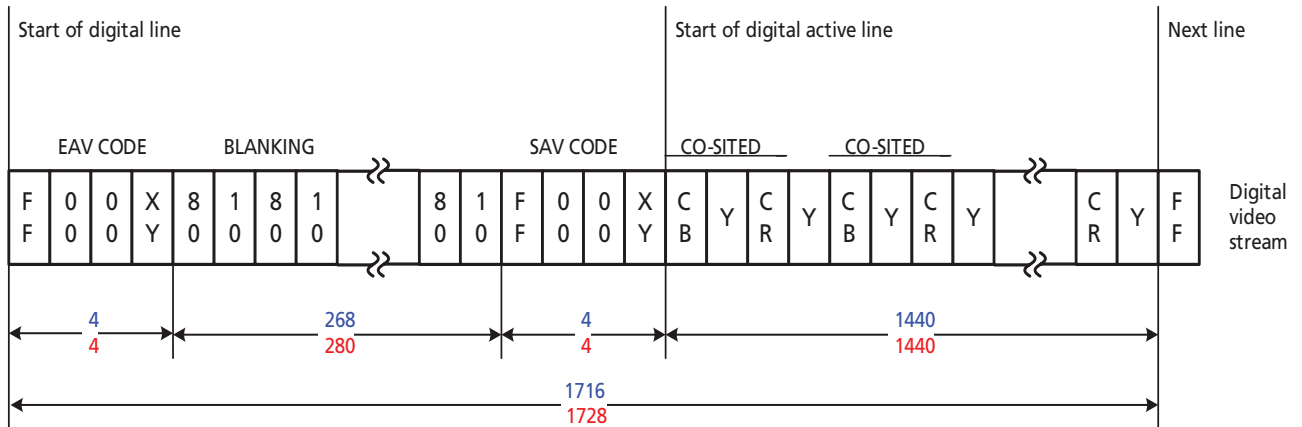 Start of digital line
Start of digital active line
Next line
EAV CODE
BLANKING
SAV CODE
CO-SITED
CO-SITED
F F 0 0 0 0 X Y 8 0 1 0 8 0 1 0 8 0 1 0 F F 0 0 0 0 X Y C B Y C R Y C B Y C R Y C R Y F F
Digital
video
stream
4
268
4
1440
4
280
4
1440
1716
1728